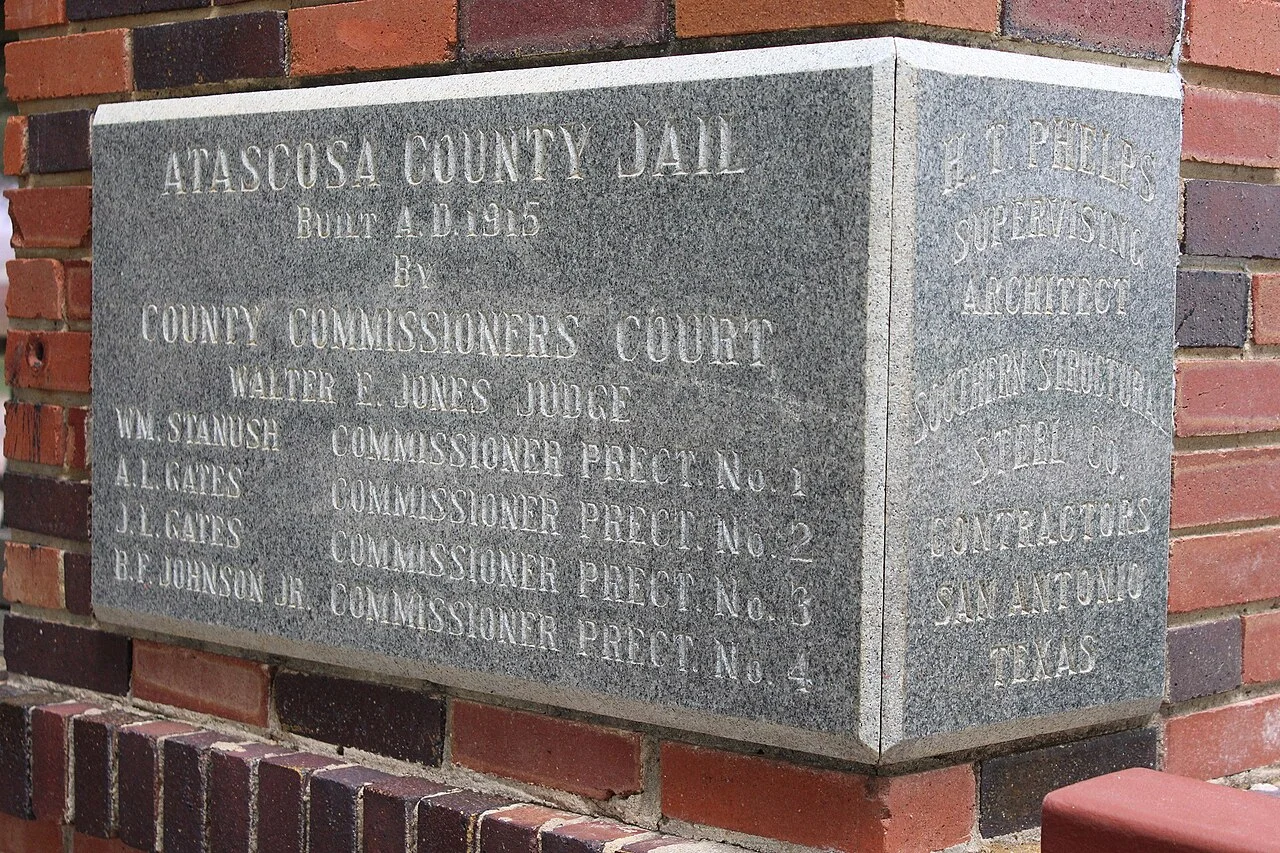 ATASCOSA COUNTY JAIL
BUILT A.D. 1915
BY
COUNTY COMMISSIONERS COURT
WALTER E. JONES JUDGE
WM. STANUSH COMMISSIONER PRECT. No. 1
A.L. GATES COMMISSIONER PRECT. No. 2
J.L. GATES COMMISSIONER PRECT. No. 3
B.F. JOHNSON JR. COMMISSIONER PRECT. No. 4
H. T PHELPS
SUPERVISING
ARCHITECT
SOUTHERN STRUCTURAL
STEEL CO.
CONTRACTORS
SAN ANTONIO
TEXAS